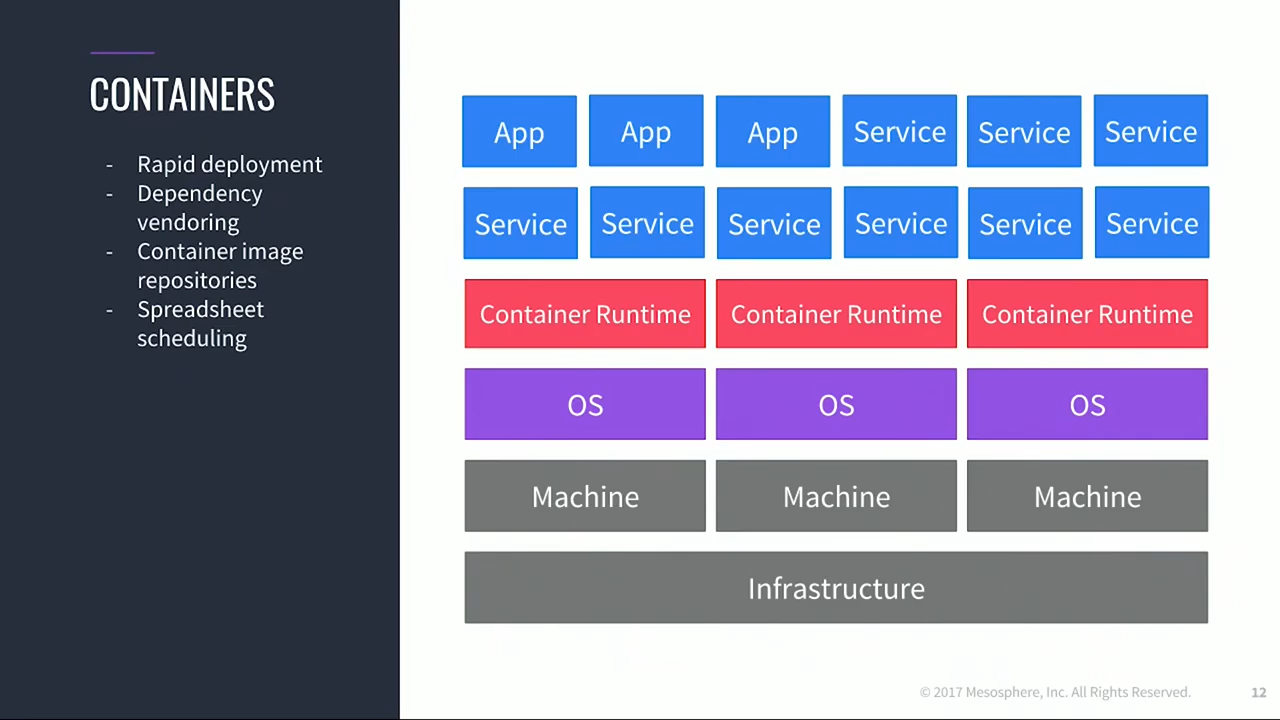 CONTAINERS
- Rapid deployment
- Dependency
vendoring
- Container image
repositories
- Spreadsheet
scheduling
App App App Service Service Service
Service Service Service Service Service Service
Container Runtime Container Runtime Container Runtime
OS OS OS
Machine Machine Machine
Infrastructure
© 2017 Mesosphere, Inc. All Rights Reserved. 12